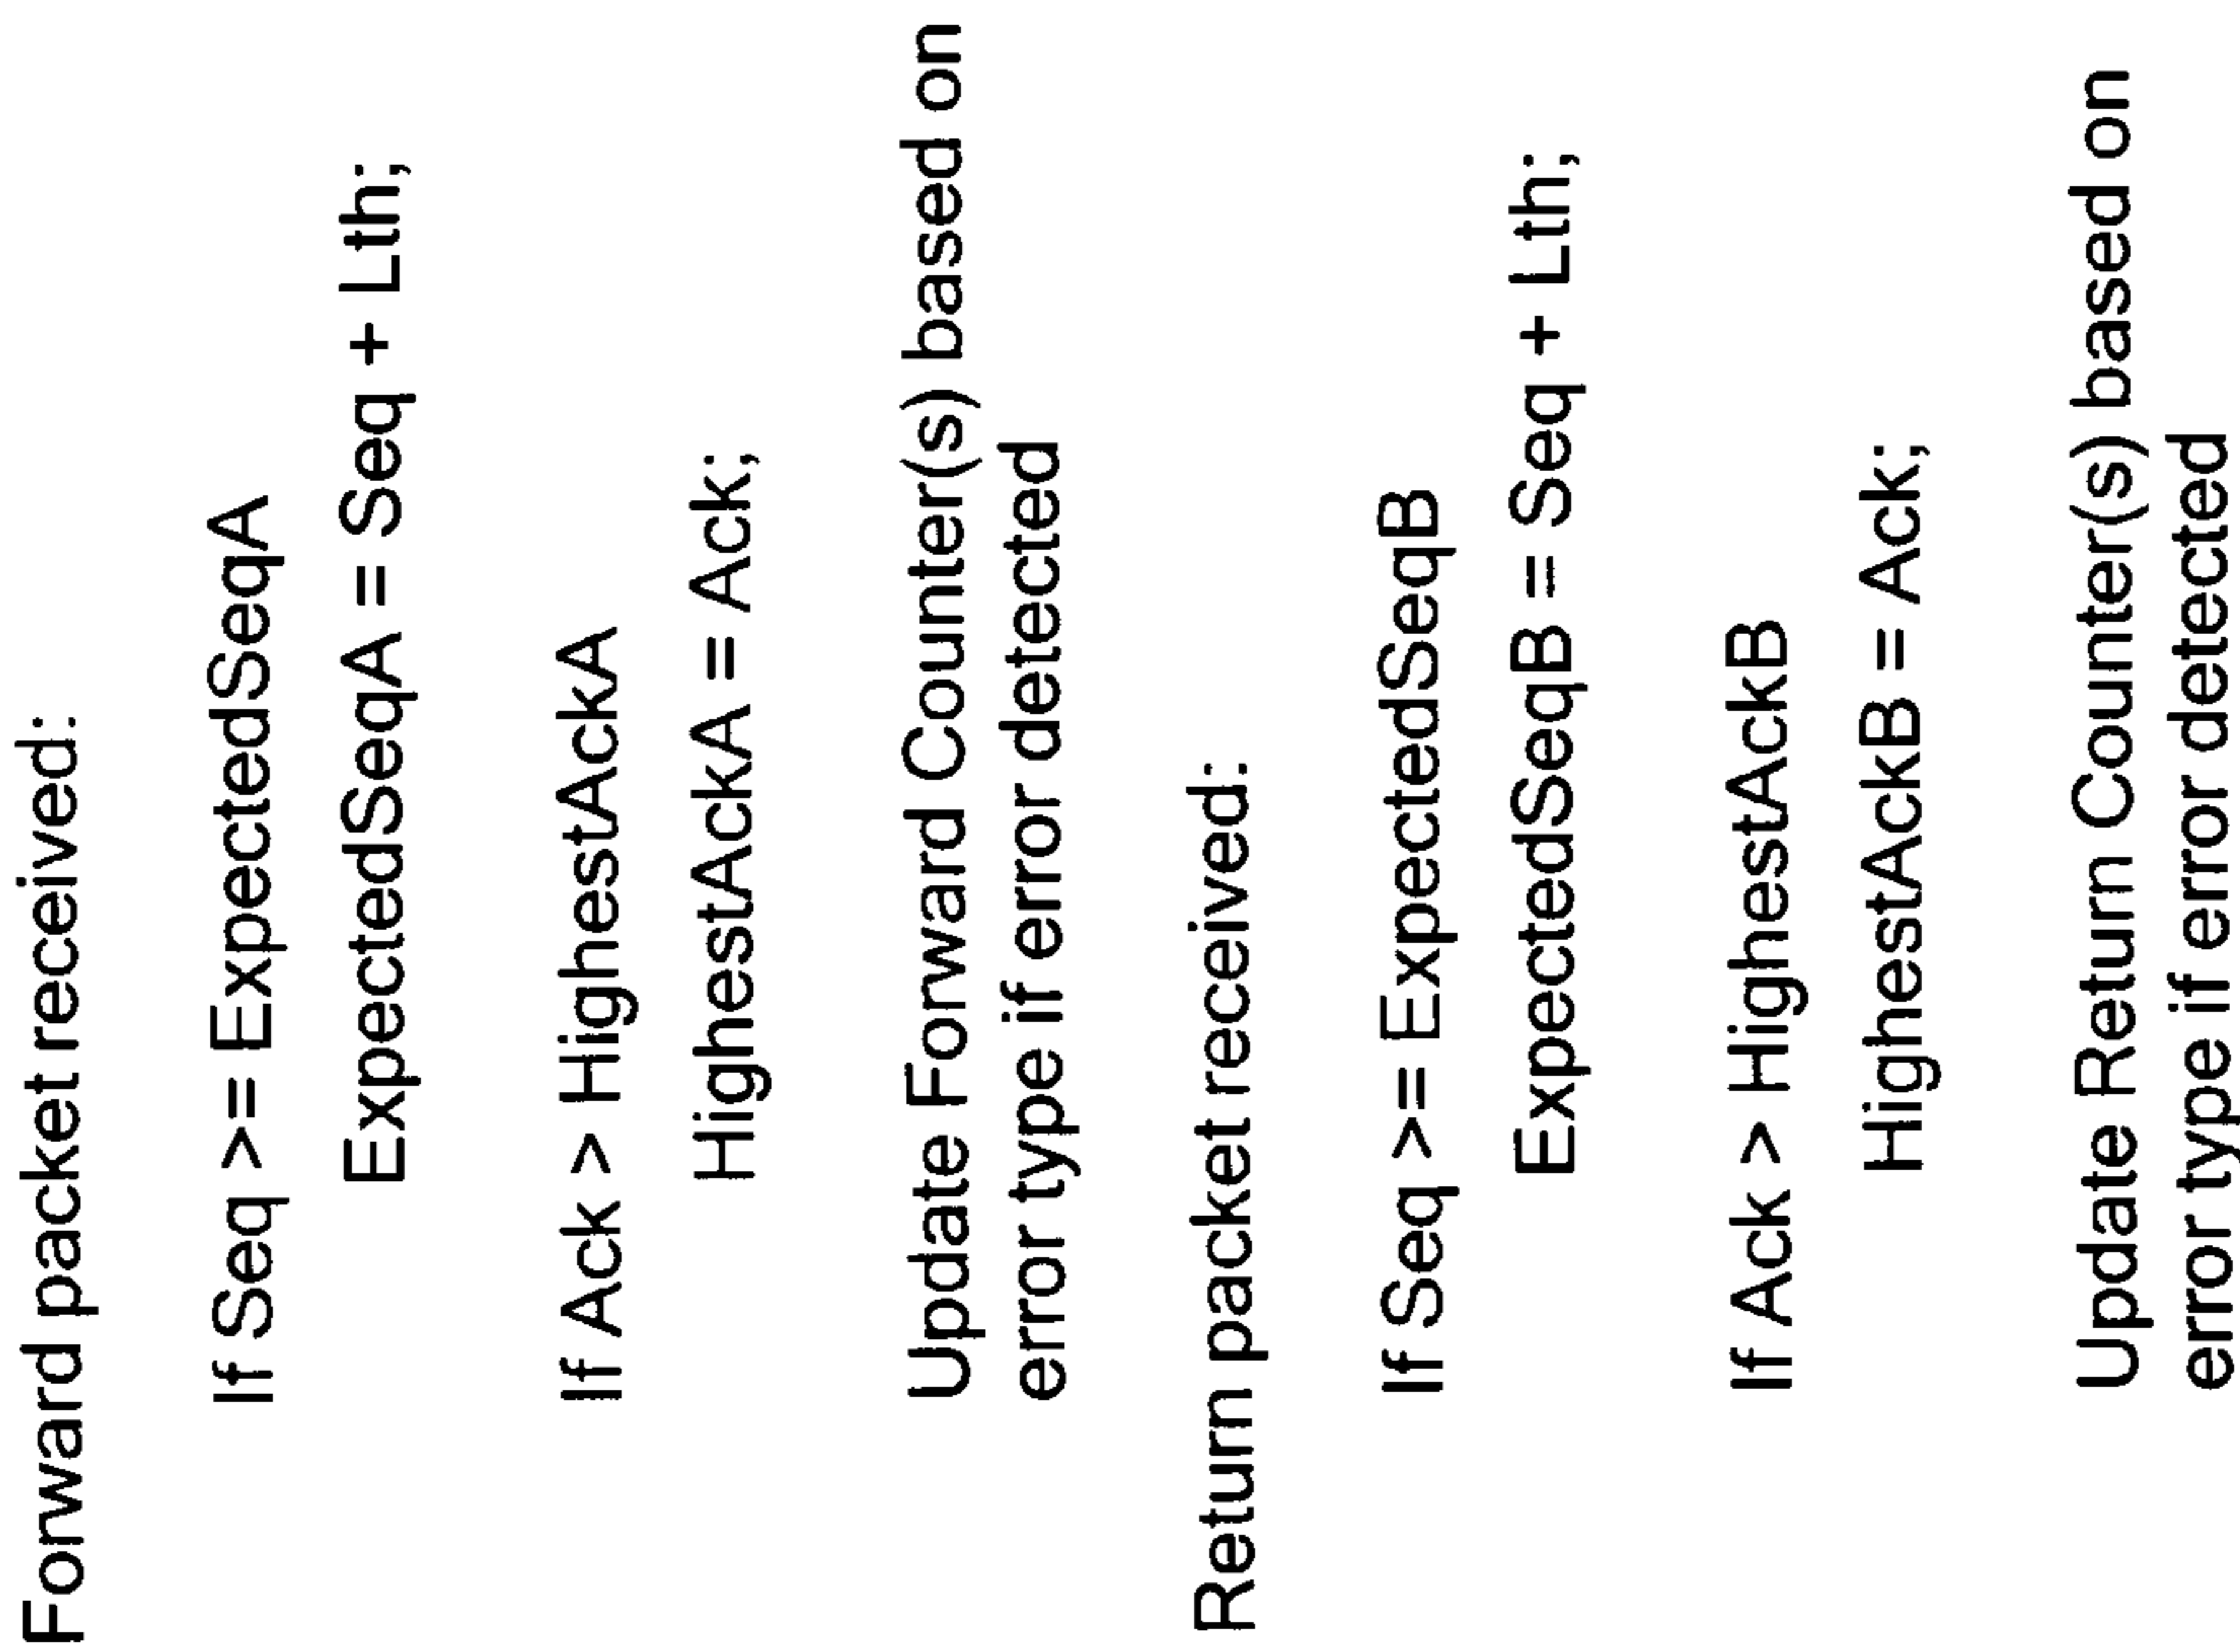 Forward packet received:
If Seq >= ExpectedSeqA
ExpectedSeqA = Seq + Lth;
If Ack > HighestAckA
HighestAckA = Ack;
Update Forward Counter(s) based on
error type if error detected
Return packet received:
If Seq >= ExpectedSeqB
ExpectedSeqB = Seq + Lth;
If Ack > HighestAckB
HighestAckB = Ack;
Update Return Counter(s) based on
error type if error detected